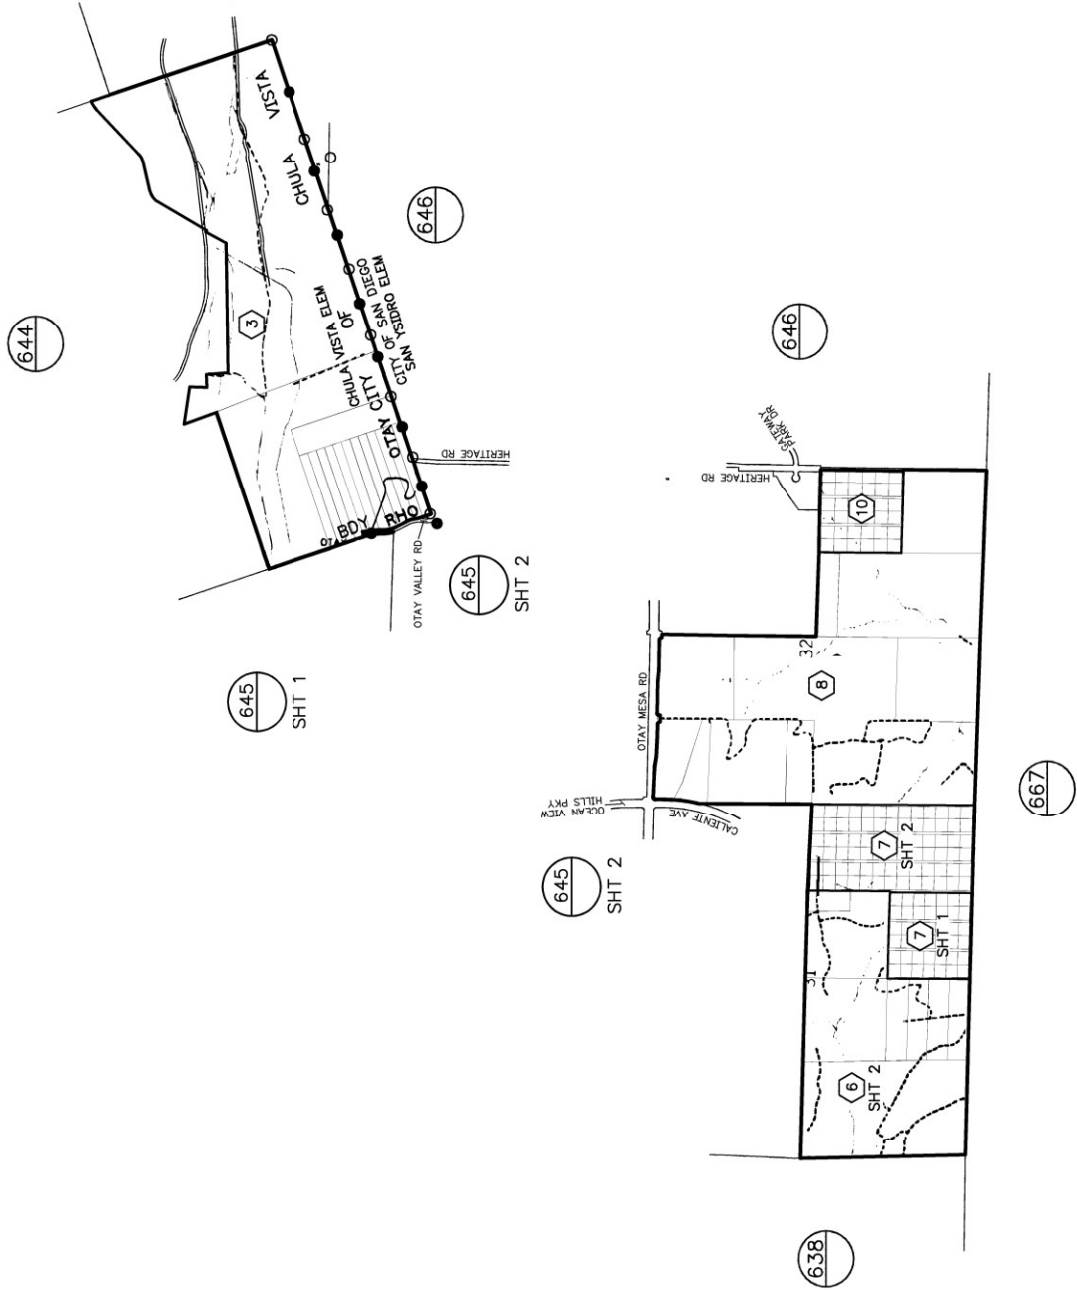 644
3
VISTA
CHULA
CHULA VISTA ELEM
OF
CITY OF SAN DIEGO
SAN YSIDRO ELEM
CITY
OTAY
RHO
BDY
HERITAGE RD
OTAY VALLEY RD
646
645
SHT 2
645
SHT 1
646
GATEWAY
PARK DR
HERITAGE RD
10
OTAY MESA RD
32
8
OCEAN VIEW
HILLS PKY
CALIENTE AVE
645
SHT 2
7
SHT 2
667
7
SHT 1
31
6
SHT 2
638